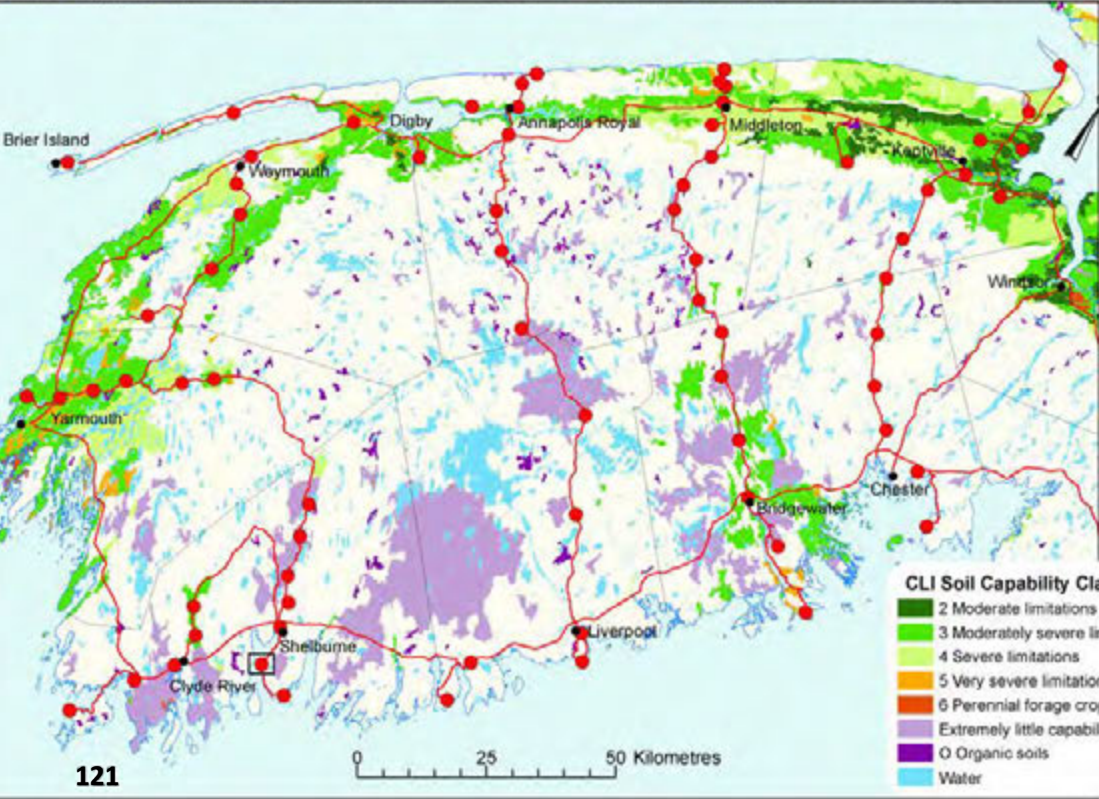 Brier Island
Digby
Annapolis Royal
Middleton
Kentville
Weymouth
Windsor
Yarmouth
Chester
Bridgewater
Liverpool
Shelburne
Clyde River
CLI Soil Capability Cla
2 Moderate limitations
3 Moderately severe li
4 Severe limitations
5 Very severe limitatio
6 Perennial forage cro
Extremely little capabil
O Organic soils
Water
0 25 50 Kilometres
121